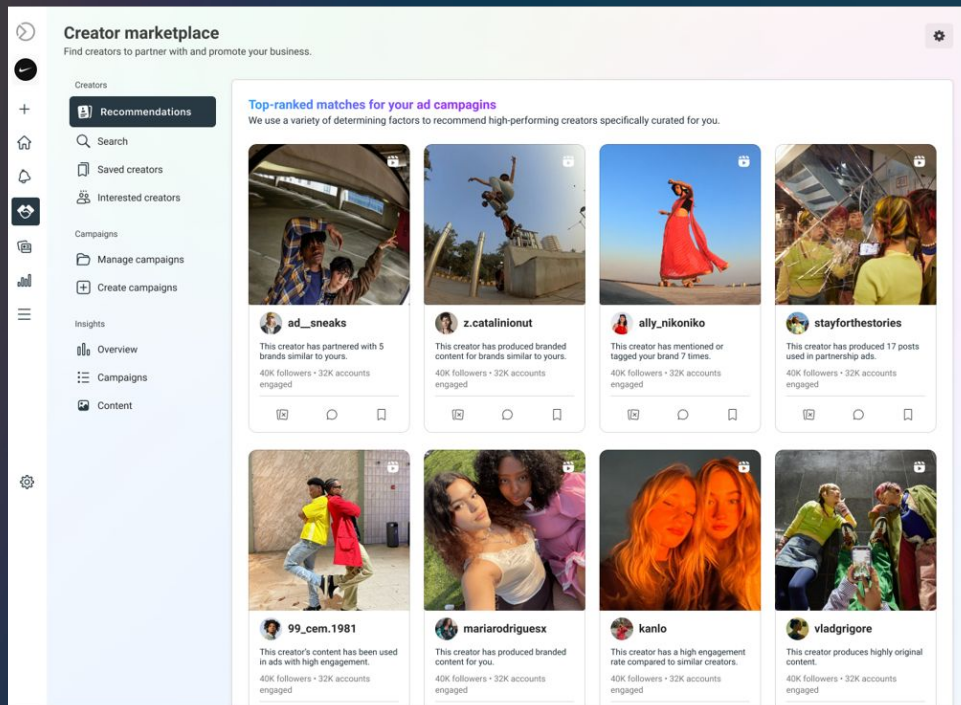 Creator marketplace
Find creators to partner with and promote your business.
Creators
Recommendations
Search
Saved creators
Interested creators
Campaigns
Manage campaigns
Create campaigns
Insights
Overview
Campaigns
Content
Top-ranked matches for your ad campagins
We use a variety of determining factors to recommend high-performing creators specifically curated for you.
ad__sneaks
This creator has partnered with 5
brands similar to yours.
40K followers • 32K accounts
engaged
z.catalinionut
This creator has produced branded
content for brands similar to yours.
40K followers • 32K accounts
engaged
ally_nikoniko
This creator has mentioned or
tagged your brand 7 times.
40K followers • 32K accounts
engaged
stayforthestories
This creator has produced 17 posts
used in partnership ads.
40K followers • 32K accounts
engaged
99_cem.1981
This creator's content has been used
in ads with high engagement.
40K followers • 32K accounts
engaged
mariarodriguesx
This creator has produced branded
content for you.
40K followers • 32K accounts
engaged
kanlo
This creator has a high engagement
rate compared to similar creators.
40K followers • 32K accounts
engaged
vladgrigore
This creator produces highly original
content.
40K followers • 32K accounts
engaged